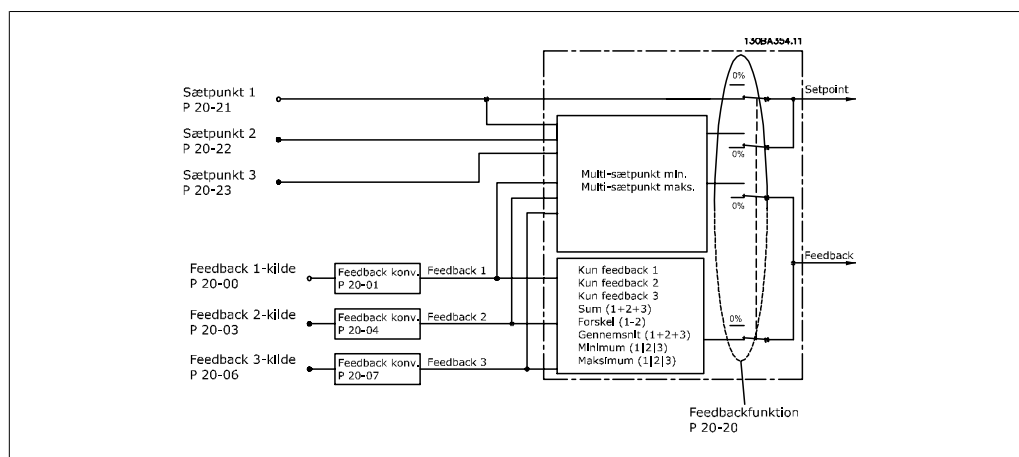 130BA354.11
Sætpunkt 1
P 20-21
Sætpunkt 2
P 20-22
Sætpunkt 3
P 20-23
0%
Setpoint
0%
Multi-sætpunkt min.
Multi-sætpunkt maks.
0%
Feedback
Feedback 1-kilde
P 20-00
Feedback konv.
P 20-01
Feedback 1
Feedback 2-kilde
P 20-03
Feedback konv.
P 20-04
Feedback 2
Feedback 3-kilde
P 20-06
Feedback konv.
P 20-07
Feedback 3
Kun feedback 1
Kun feedback 2
Kun feedback 3
Sum (1+2+3)
Forskel (1-2)
Gennemsnit (1+2+3)
Minimum (1|2|3)
Maksimum (1|2|3)
0%
Feedbackfunktion
P 20-20